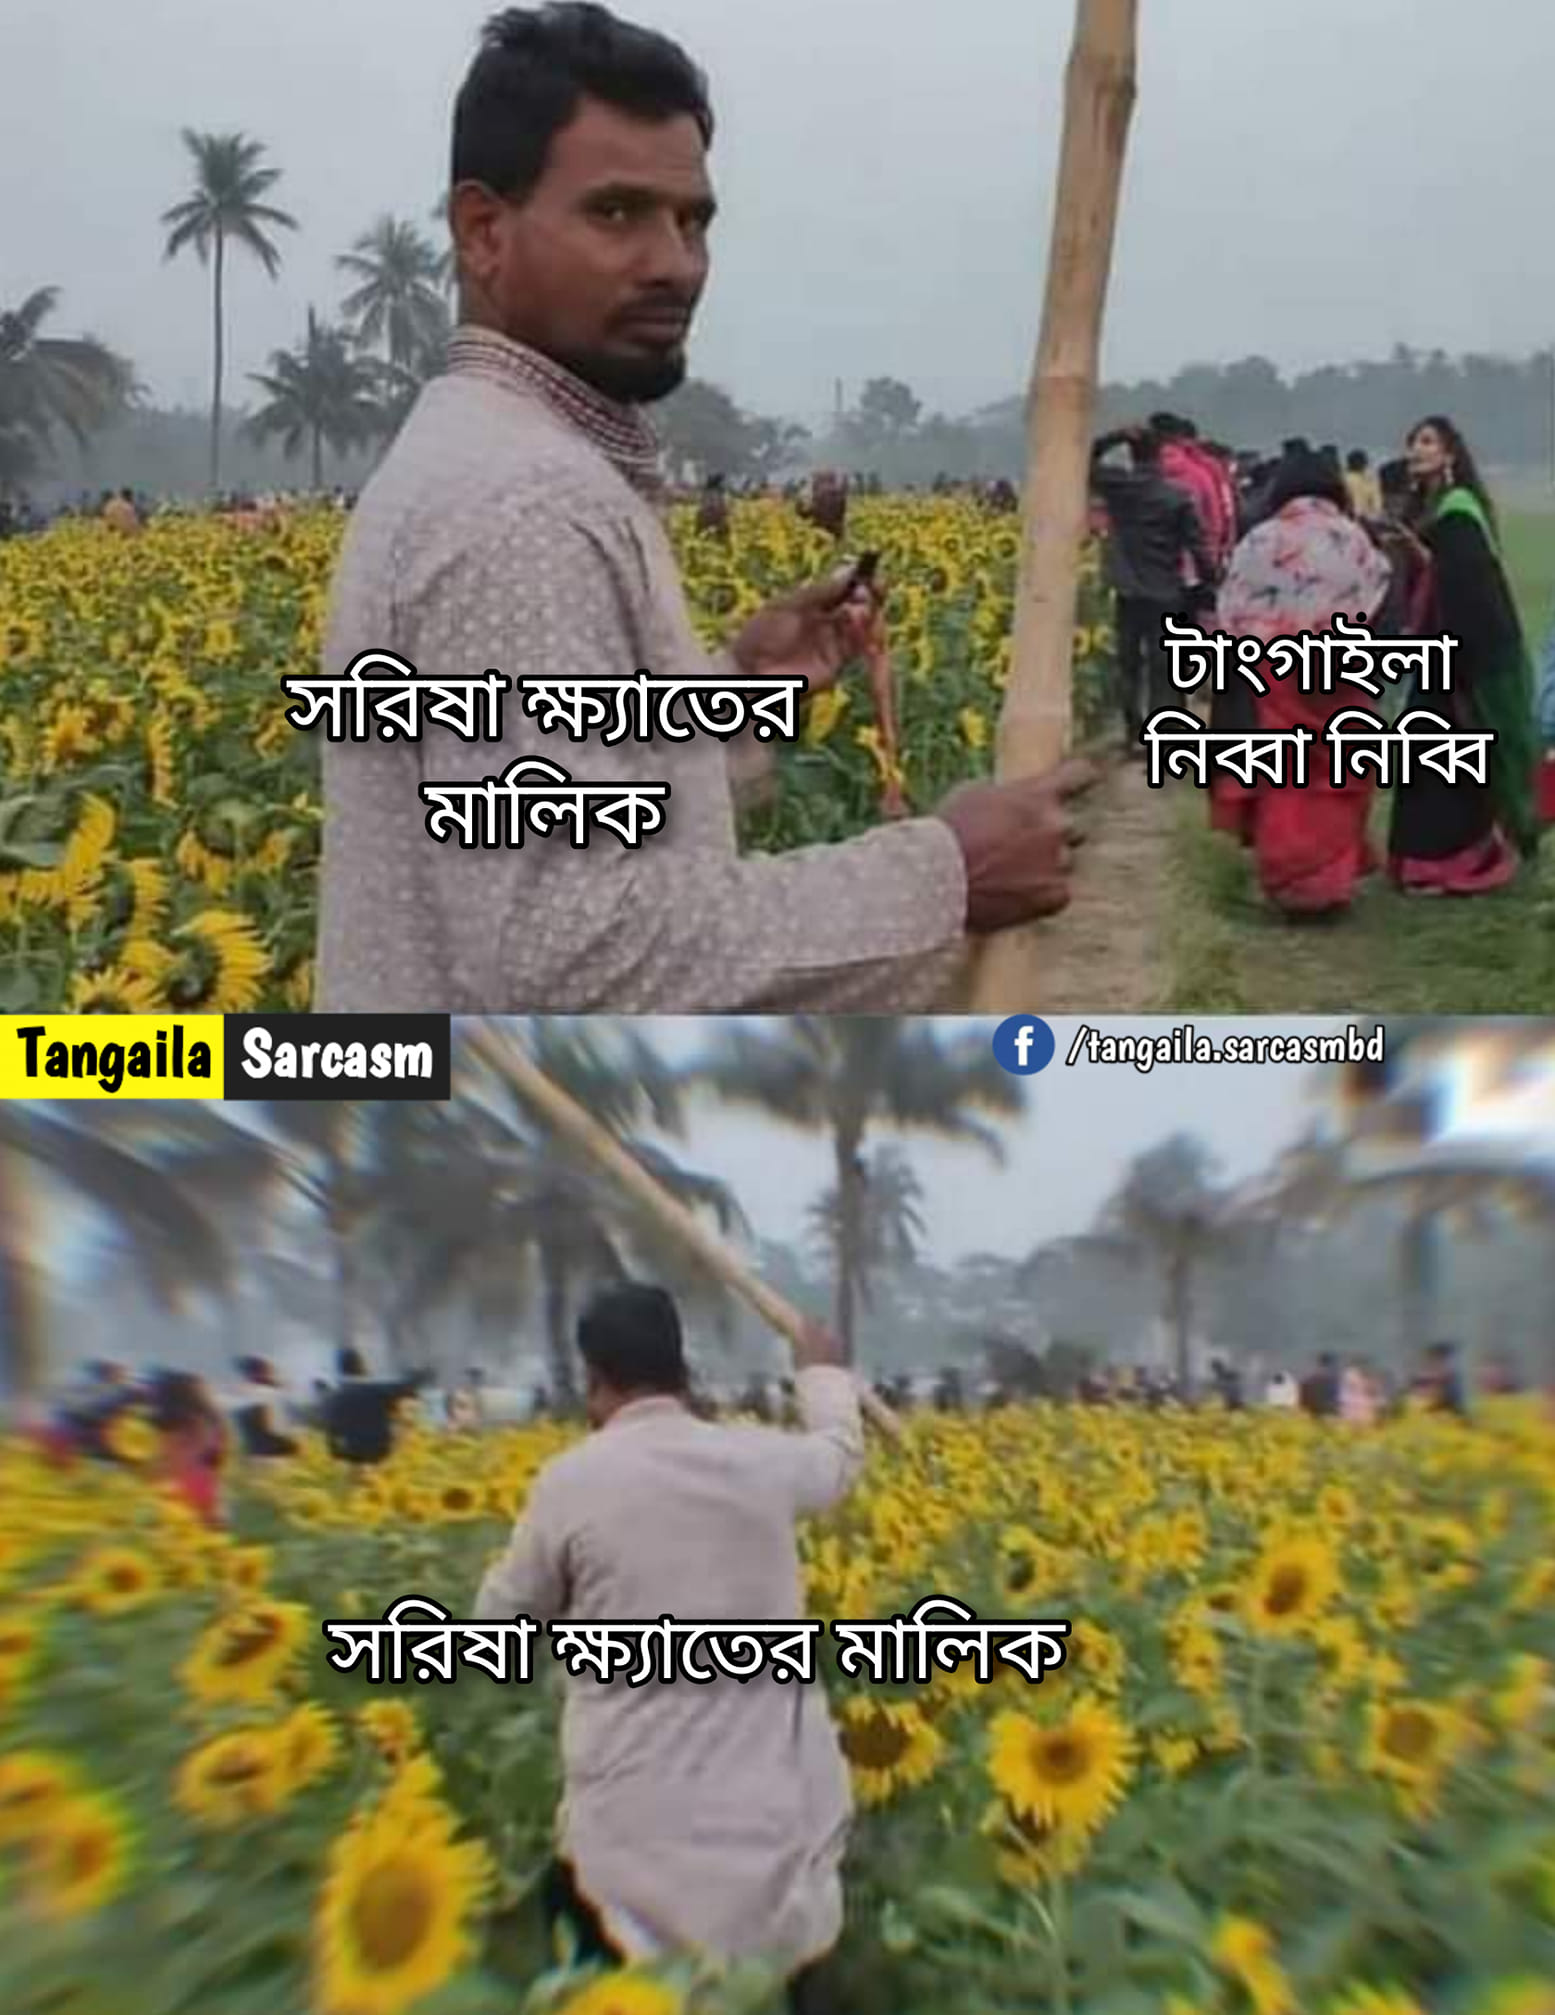 সরিষা ক্ষ্যাতের
মালিক
টাংগাইলা
নিব্বা নিব্বি
Tangaila Sarcasm
f /tangaila.sarcasmbd
সরিষা ক্ষ্যাতের মালিক